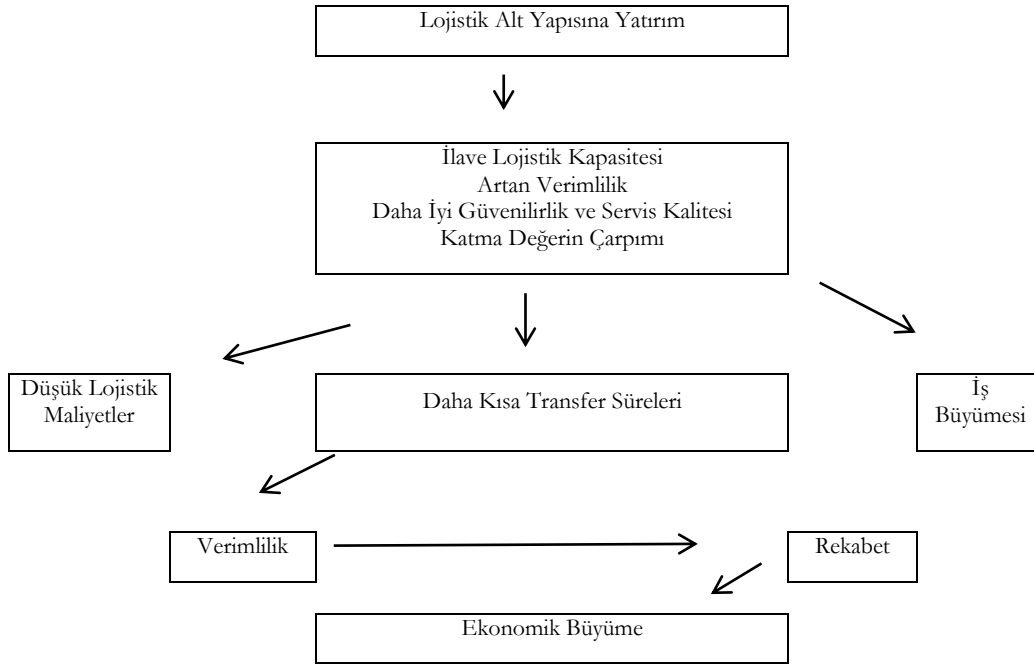 Lojistik Alt Yapısına Yatırım
İlave Lojistik Kapasitesi
Artan Verimlilik
Daha İyi Güvenilirlik ve Servis Kalitesi
Katma Değerin Çarpımı
Düşük Lojistik
Maliyetler
Daha Kısa Transfer Süreleri
İş
Büyümesi
Verimlilik
Rekabet
Ekonomik Büyüme